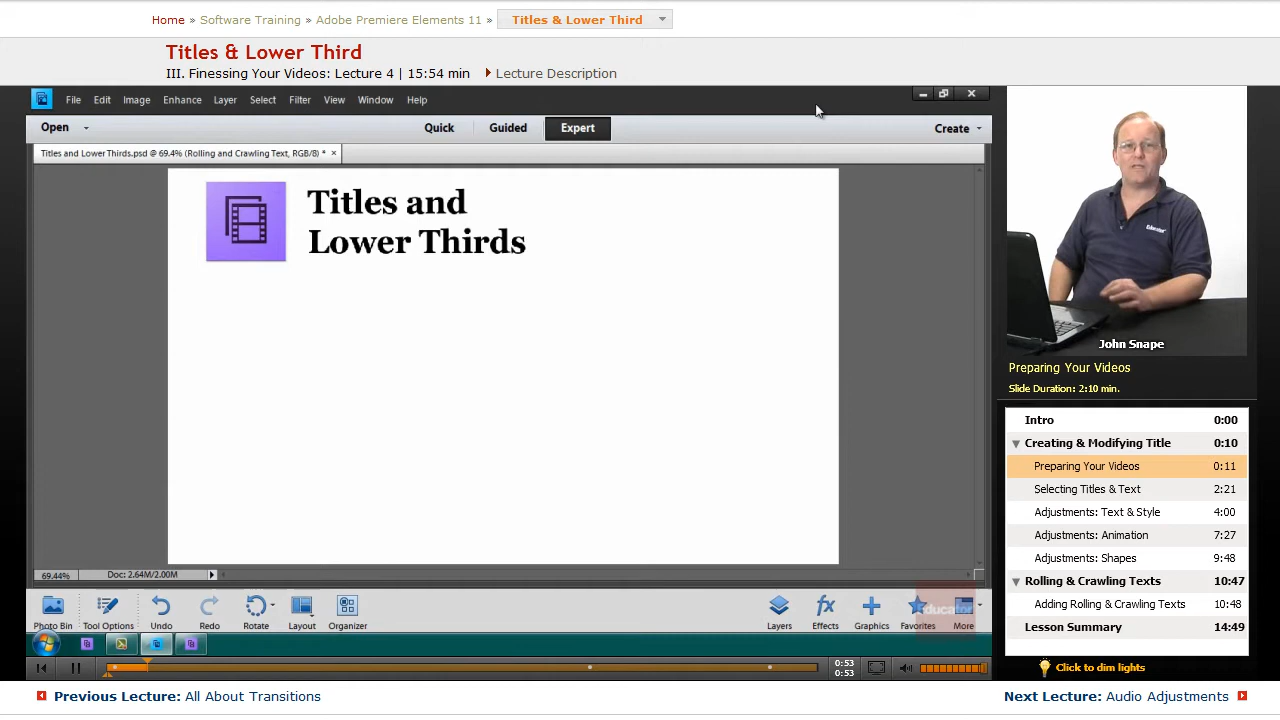 Home » Software Training » Adobe Premiere Elements 11 » Titles & Lower Third
Titles & Lower Third
III. Finessing Your Videos: Lecture 4 | 15:54 min Lecture Description
File Edit Image Enhance Layer Select Filter View Window Help
Open Quick Guided Expert Create
Titles and Lower Thirds.psd @ 69.4% (Rolling and Crawling Text, RGB/8) * ×
Titles and
Lower Thirds
69.44% Doc: 2.64M/2.00M
Photo Bin Tool Options Undo Redo Rotate Layout Organizer Layers Effects Graphics Favorites More
educator
0:53
0:53
Educator
John Snape
Preparing Your Videos
Slide Duration: 2:10 min.
Intro 0:00
Creating & Modifying Title 0:10
Preparing Your Videos 0:11
Selecting Titles & Text 2:21
Adjustments: Text & Style 4:00
Adjustments: Animation 7:27
Adjustments: Shapes 9:48
Rolling & Crawling Texts 10:47
Adding Rolling & Crawling Texts 10:48
Lesson Summary 14:49
Click to dim lights
Previous Lecture: All About Transitions
Next Lecture: Audio Adjustments